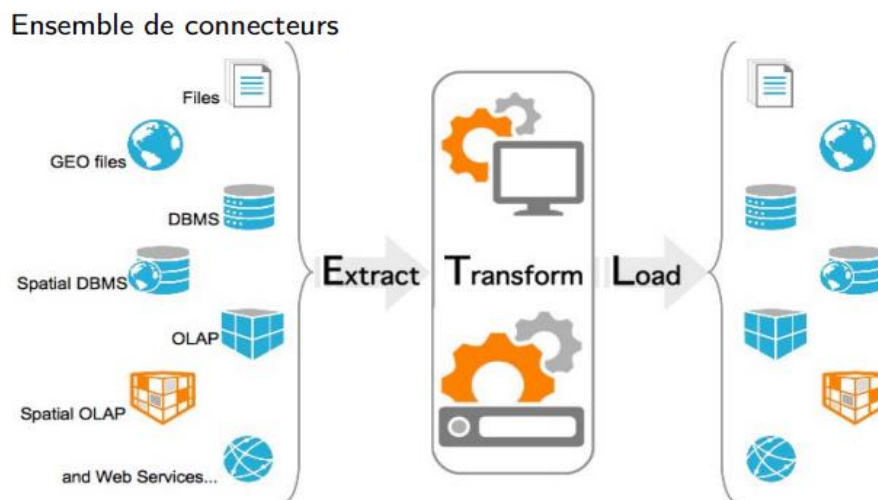 Ensemble de connecteurs
Files
GEO files
DBMS
Spatial DBMS
OLAP
Spatial OLAP
and Web Services...
Extract
Transform
Load